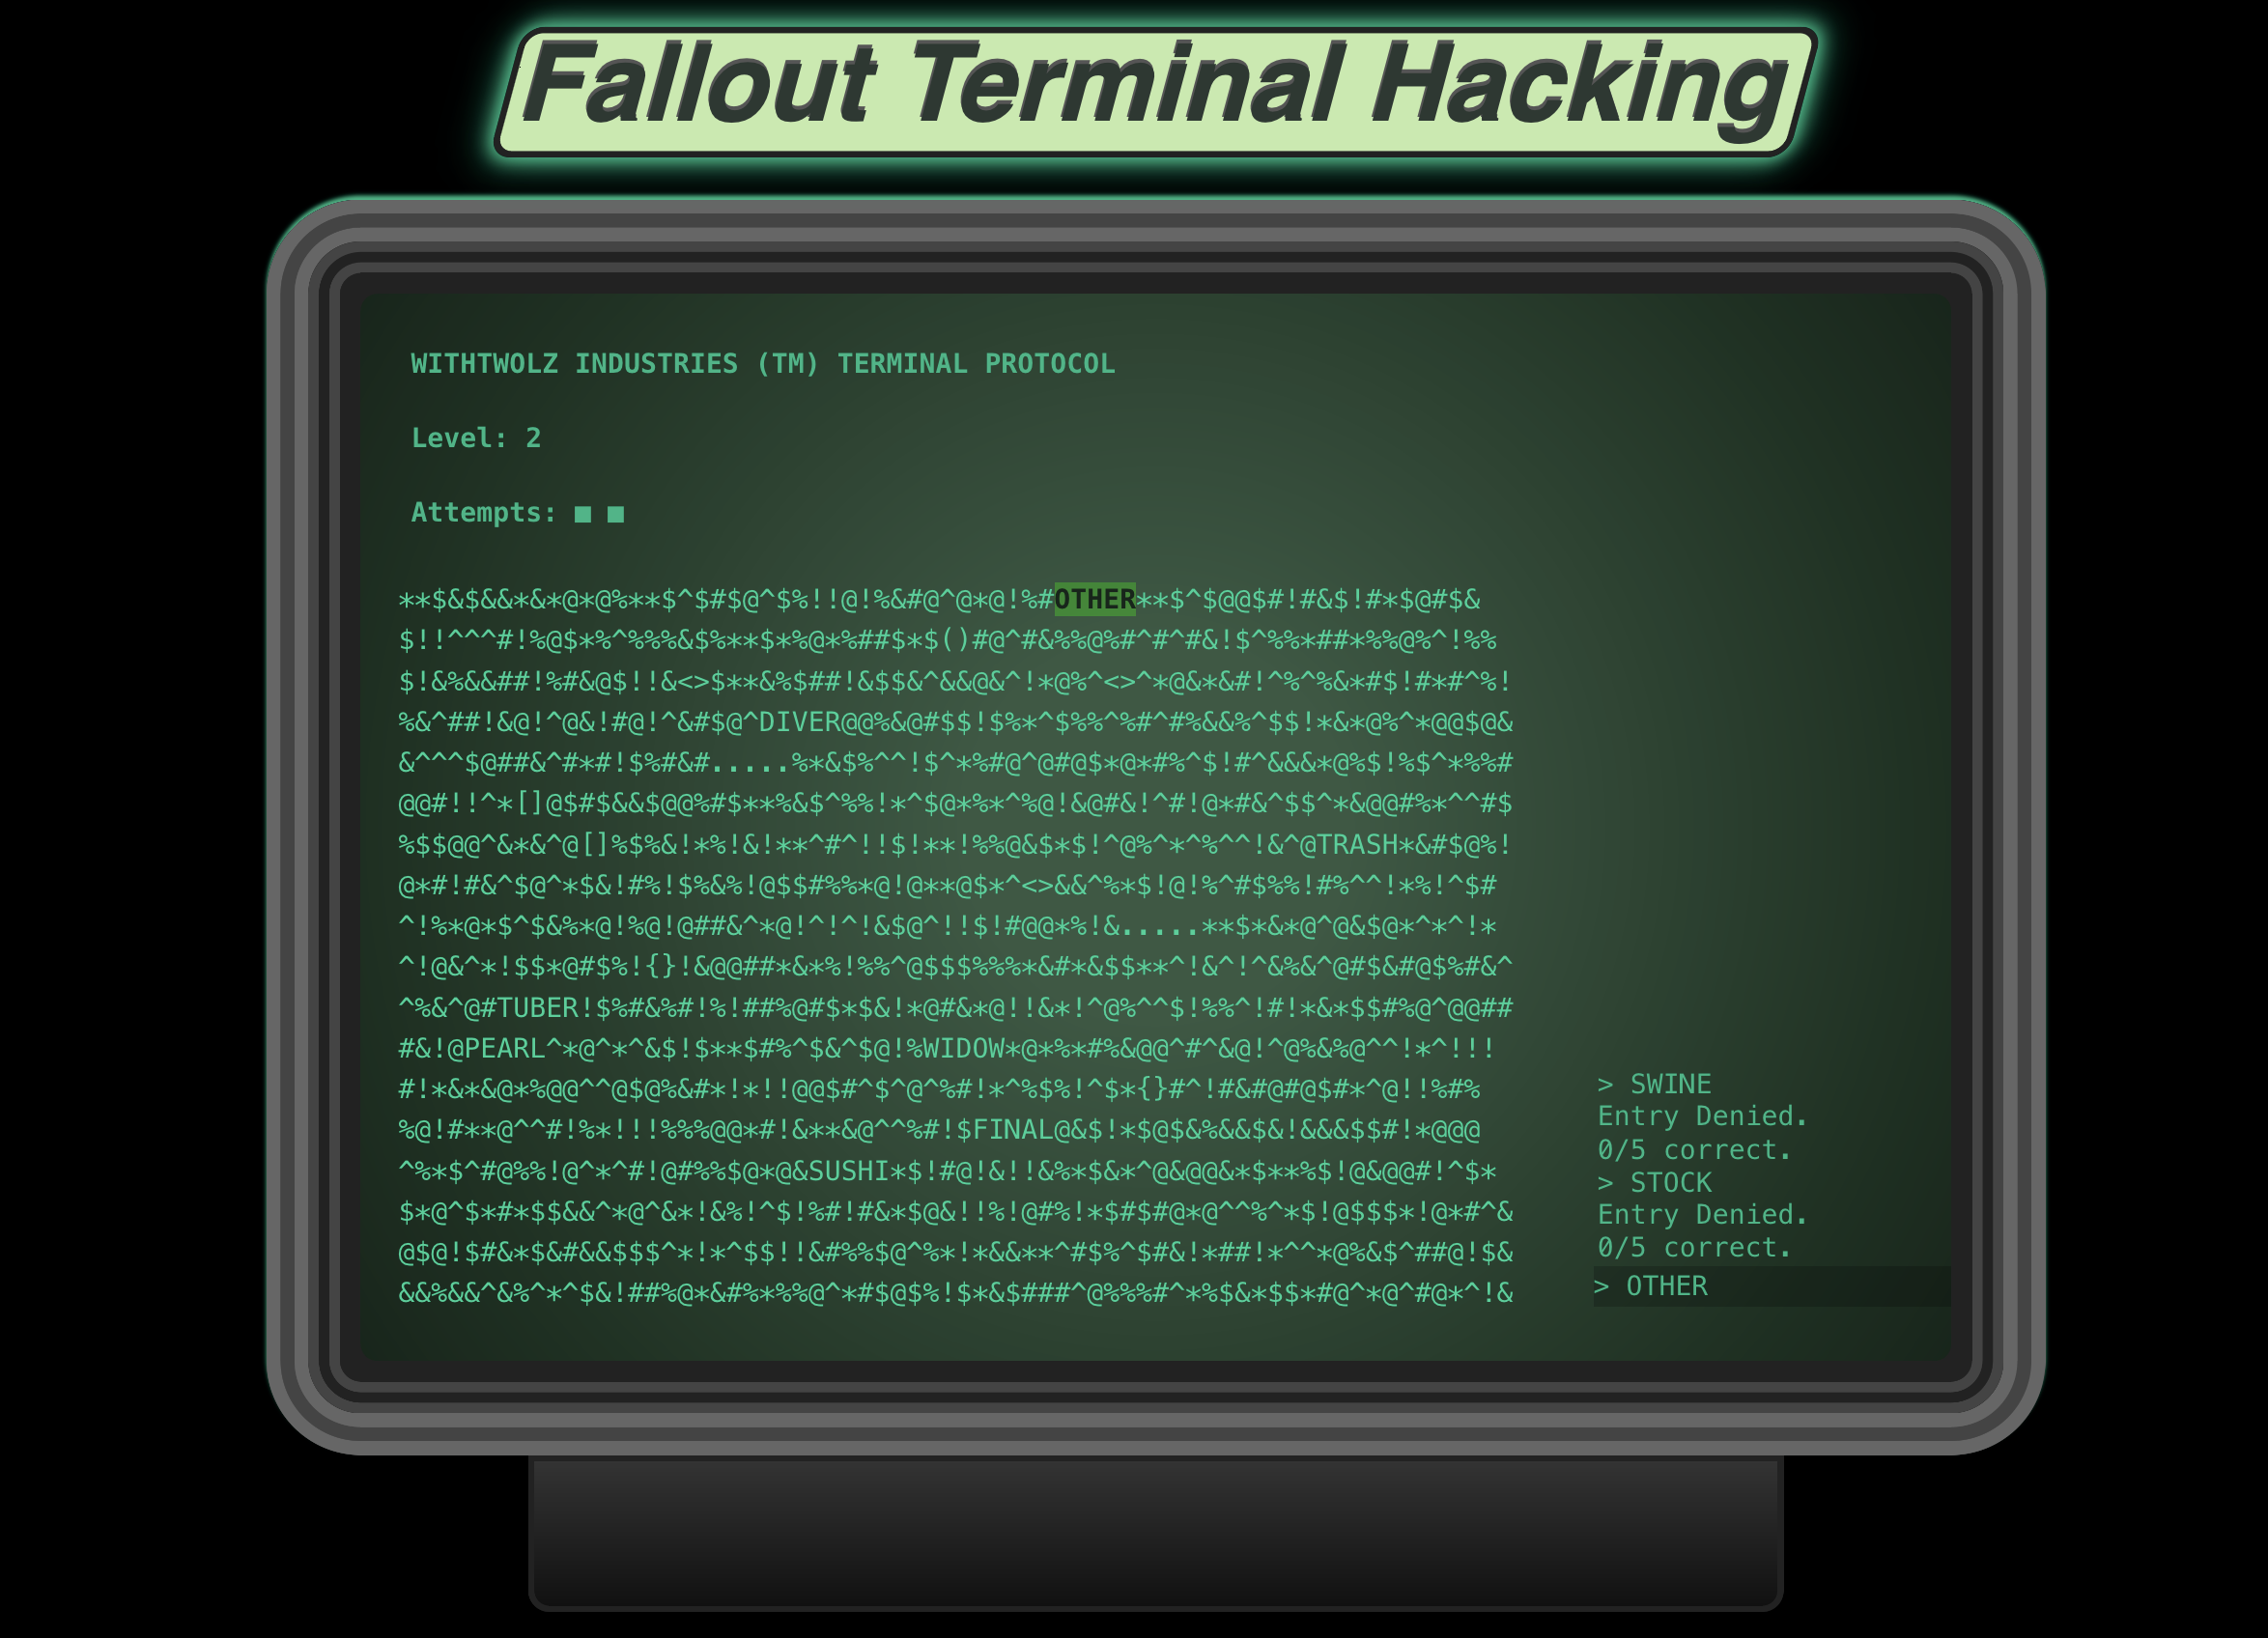 Fallout Terminal Hacking
WITHTWOLZ INDUSTRIES (TM) TERMINAL PROTOCOL
Level: 2
Attempts: ■ ■
**$&$&&*&*@*@%**$^$#$@^$%!!@!%&#@^@*@!%#OTHER**$^$@@$#!#&$!#*$@#$&
$!!^^^#!%@$*%^%%%&$%**$*%@*%##$*$()#@^#&%%@%#^#^#&!$^%%*##*%%@%^!%%
$!&%&&##!%#&@$!!&<>$**&%$##!&$$&^&&@&^!*@%^<>^*@&*&#!^%^%&*#$!#*#^%!
%&^##!&@!^@&!#@!^&#$@^DIVER@@%&@#$$!$%*^$%%^%#^#%&&%^$$!*&*@%^*@@$@&
&^^^$@##&^#*#!$%#&#.....%*&$%^^!$^*%#@^@#@$*@*#%^$!#^&&&*@%$!%$^*%%#
@@#!!^*[]@$#$&&$@@%#$**%&$^%%!*^$@*%*^%@!&@#&!^#!@*#&^$$^*&@@#%*^^#$
%$$@@^&*&^@[]%$%&!*%!&!**^#^!!$!**!%%@&$*$!^@%^*^%^^!&^@TRASH*&#$@%!
@*#!#&^$@^*$&!#%!$%&%!@$$#%%*@!@**@$*^<>&&^%*$!@!%^#$%%!#%^^!*%!^$#
^!%*@*$^$&%*@!%@!@##&^*@!^!^!&$@^!!$!#@@*%!&.....**$*&*@^@&$@*^*^!*
^!@&^*!$$*@#$%!{}!&@@##*&*%!%%^@$$$%%%*&#*&$$**^!&^!^&%&^@#$&#@$%#&^
^%&^@#TUBER!$%#&%#!%!##%@#$*$&!*@#&*@!!&*!^@%^^$!%%^!#!*&*$$#%@^@@##
#&!@PEARL^*@^*^&$!$**$#%^$&^$@!%WIDOW*@*%*#%&@@^#^&@!^@%&%@^^!*^!!!
#!*&*&@*%@@^^@$@%&#*!*!!@@$#^$^@^%#!*^%$%!^$*{}#^!#&#@#@$#*^@!!%#%
%@!#**@^^#!%*!!!%%%@@*#!&**&@^^%#!$FINAL@&$!*$@$&%&&$&!&&&$$#!*@@@
^%*$^#@%%!@^*^#!@#%%$@*@&SUSHI*$!#@!&!!&%*$&*^@&@@&*$**%$!@&@@#!^$*
$*@^$*#*$$&&^*@^&*!&%!^$!%#!#&*$@&!!%!@#%!*$#$#@*@^^%^*$!@$$$*!@*#^&
@$@!$#&*$&#&&$$$^*!*^$$!!&#%%$@^%*!*&&**^#$%^$#&!*##!*^^*@%&$^##@!$&
&&%&&^&%^*^$&!##%@*&#%*%%@^*#$@$%!$*&$###^@%%%#^*%$&*$$*#@^*@^#@*^!&
> SWINE
Entry Denied.
0/5 correct.
> STOCK
Entry Denied.
0/5 correct.
> OTHER